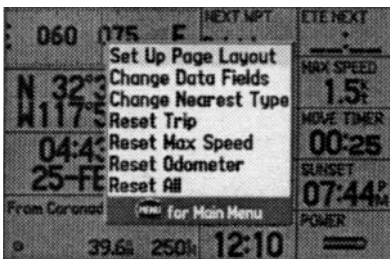 060 075 E NEXT WPT ETE NEXT
Set Up Page Layout
Change Data Fields
Change Nearest Type
Reset Trip
Reset Max Speed
Reset Odometer
Reset All
MENU for Main Menu
N 32°
W117°
04:4
25-FE
From Coronad
39.6 250
12:10
MAX SPEED
1.5
MOVE TIMER
00:25
SUNSET
07:44
POWER